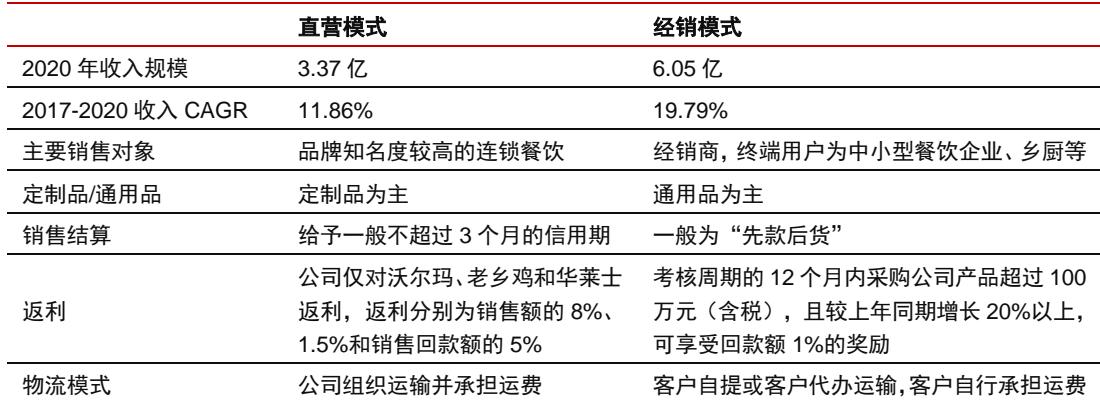 直营模式 经销模式
2020 年收入规模 3.37 亿 6.05 亿
2017-2020 收入 CAGR 11.86% 19.79%
主要销售对象 品牌知名度较高的连锁餐饮 经销商，终端用户为中小型餐饮企业、乡厨等
定制品/通用品 定制品为主 通用品为主
销售结算 给予一般不超过 3 个月的信用期 一般为“先款后货”
返利
公司仅对沃尔玛、老乡鸡和华莱士
返利，返利分别为销售额的 8%、
1.5%和销售回款额的 5%
考核周期的 12 个月内采购公司产品超过 100
万元（含税），且较上年同期增长 20%以上，
可享受回款额 1%的奖励
物流模式 公司组织运输并承担运费 客户自提或客户代办运输，客户自行承担运费